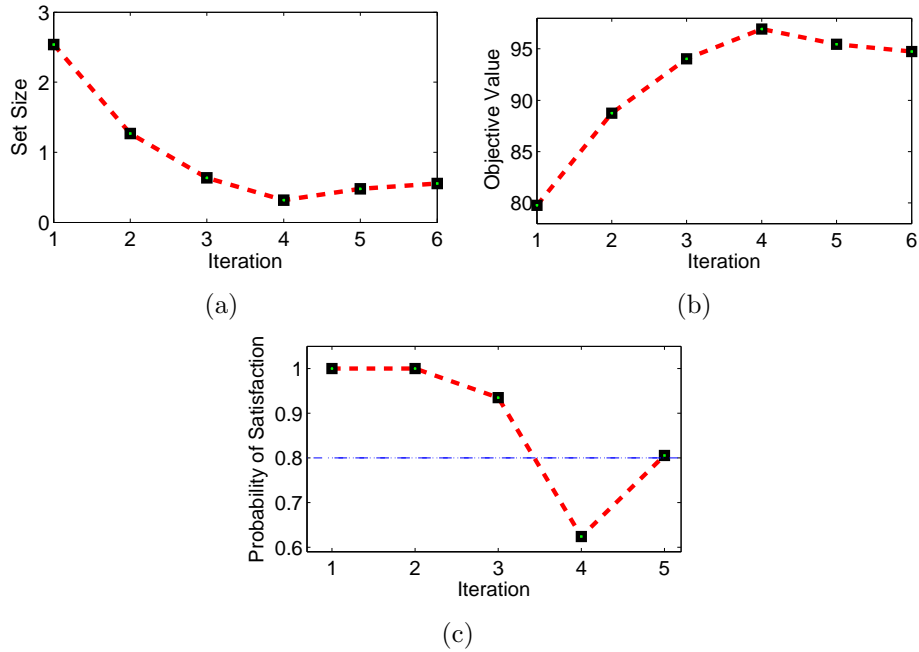 3
2
1
0
Set Size
1 2 3 4 5 6
Iteration
(a)
95
90
85
80
Objective Value
1 2 3 4 5 6
Iteration
(b)
1
0.9
0.8
0.7
0.6
Probability of Satisfaction
1 2 3 4 5
Iteration
(c)